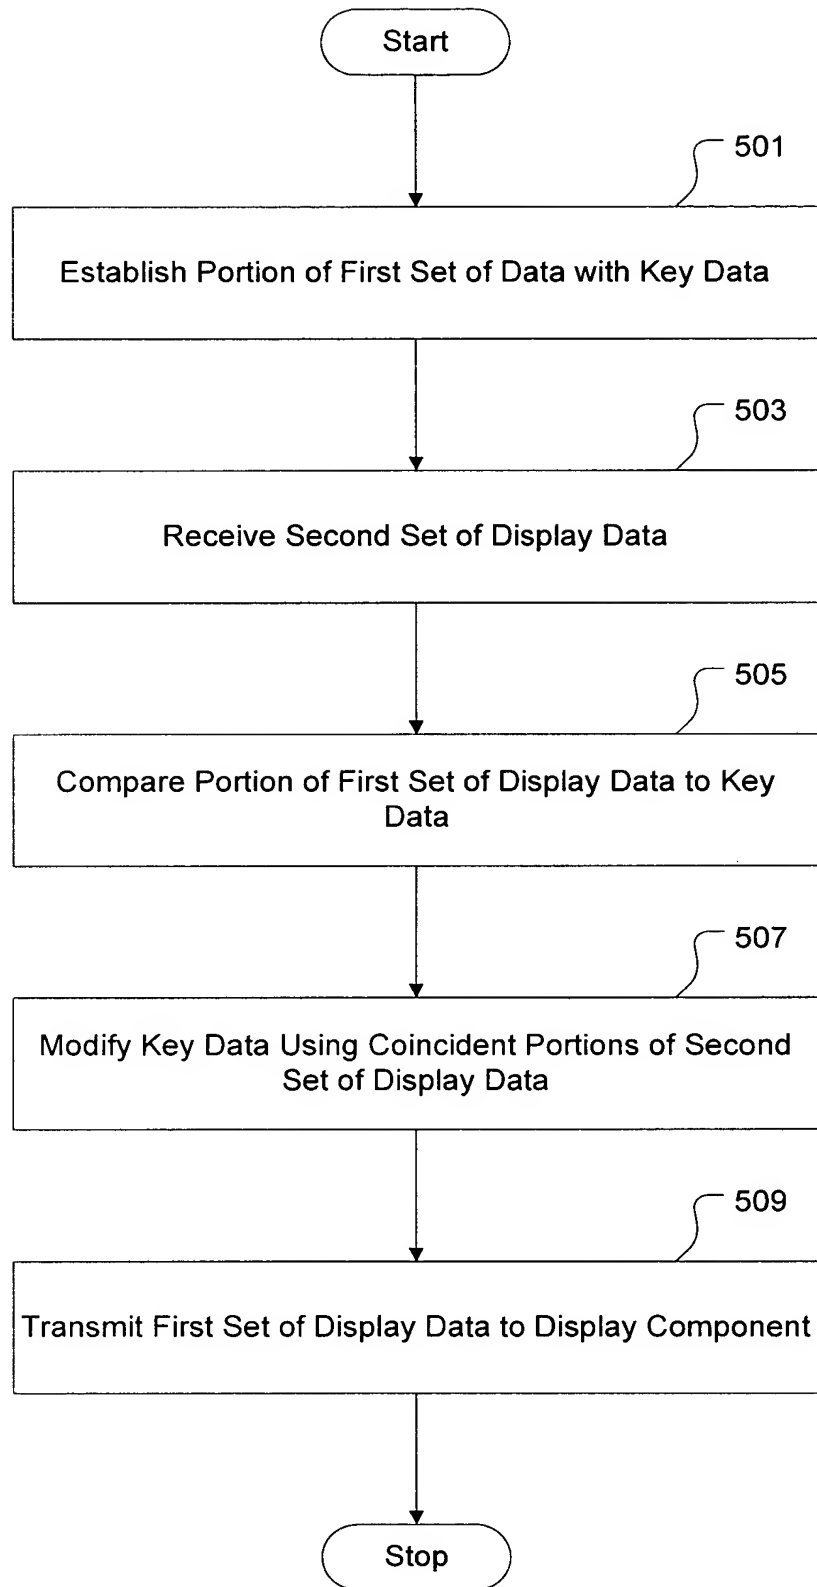 Start
501
Establish Portion of First Set of Data with Key Data
503
Receive Second Set of Display Data
505
Compare Portion of First Set of Display Data to Key
Data
507
Modify Key Data Using Coincident Portions of Second
Set of Display Data
509
Transmit First Set of Display Data to Display Component
Stop